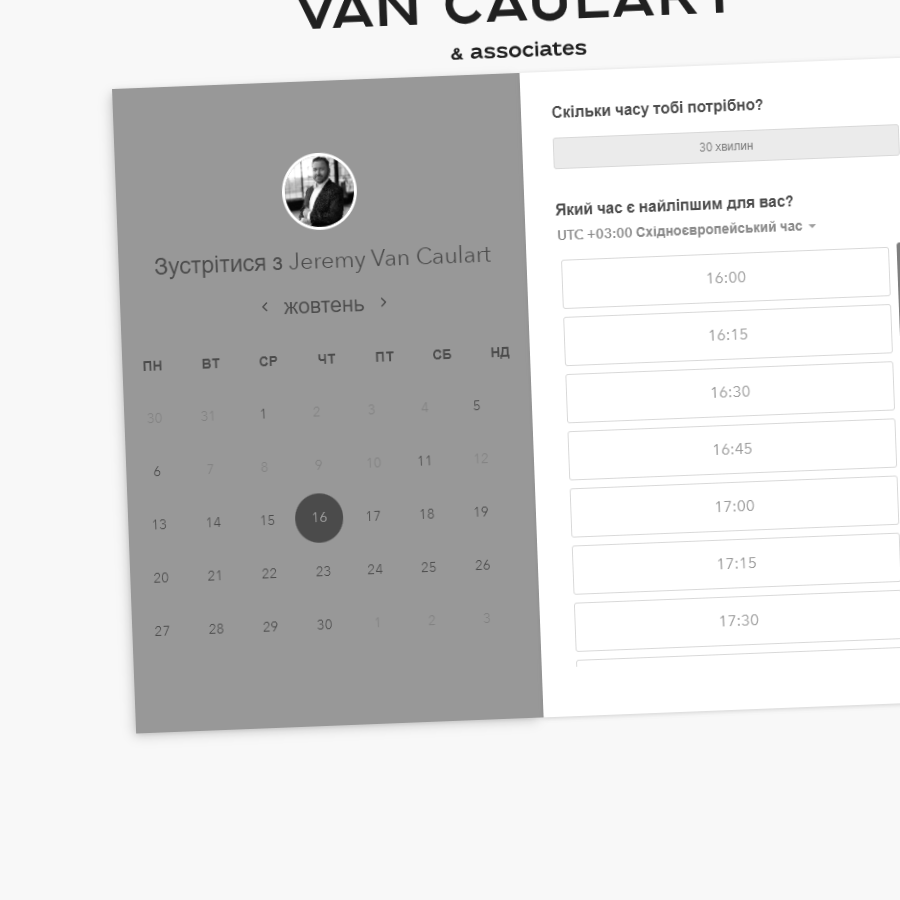 VAN CAULART
& associates
Зустрітися з Jeremy Van Caulart
жовтень
ПН ВТ СР ЧТ ПТ СБ НД
30 31 1 2 3 4 5
6 7 8 9 10 11 12
13 14 15 16 17 18 19
20 21 22 23 24 25 26
27 28 29 30 1 2 3
Скільки часу тобі потрібно?
30 хвилин
Який час є найліпшим для вас?
UTC +03:00 Східноєвропейський час
16:00
16:15
16:30
16:45
17:00
17:15
17:30